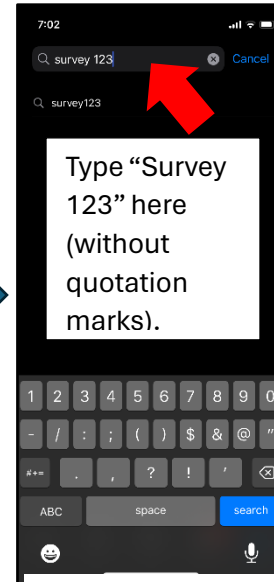 7:02
survey 123 Cancel
survey123
Type “Survey
123” here
(without
quotation
marks).
1 2 3 4 5 6 7 8 9 0
- / : ; ( ) $ & @ "
#+= . , ? ! '
ABC space search